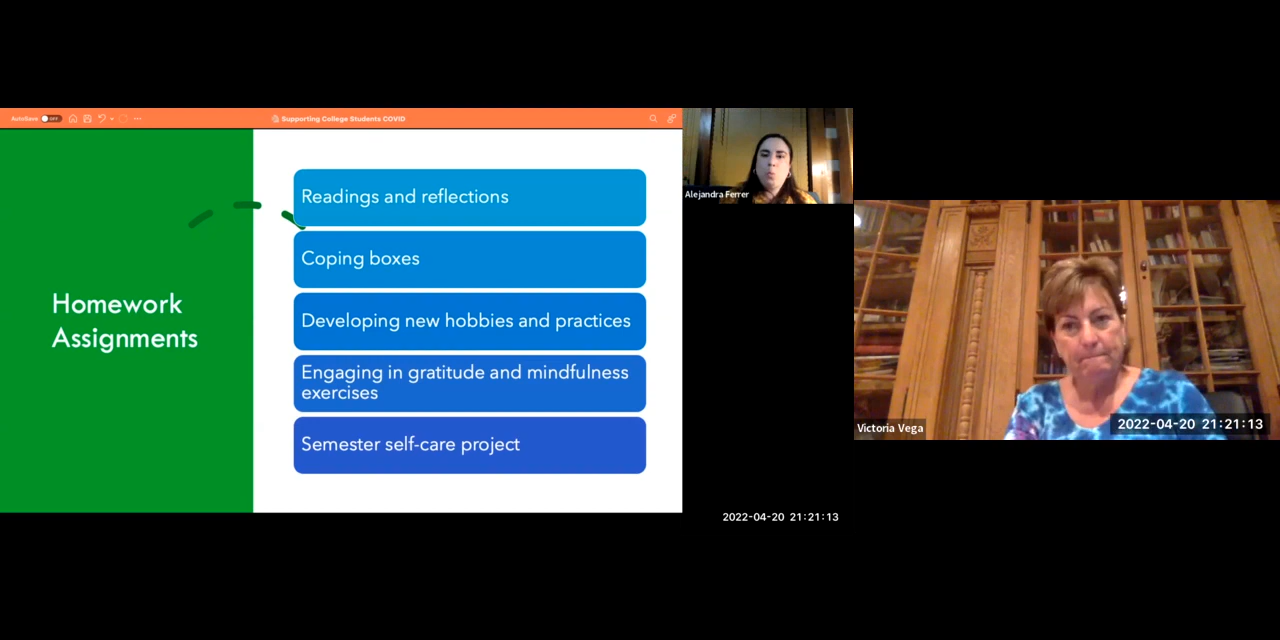 AutoSave OFF
Supporting College Students COVID
Homework
Assignments
Readings and reflections
Coping boxes
Developing new hobbies and practices
Engaging in gratitude and mindfulness
exercises
Semester self-care project
Alejandra Ferrer
Victoria Vega
2022-04-20 21:21:13
2022-04-20 21:21:13